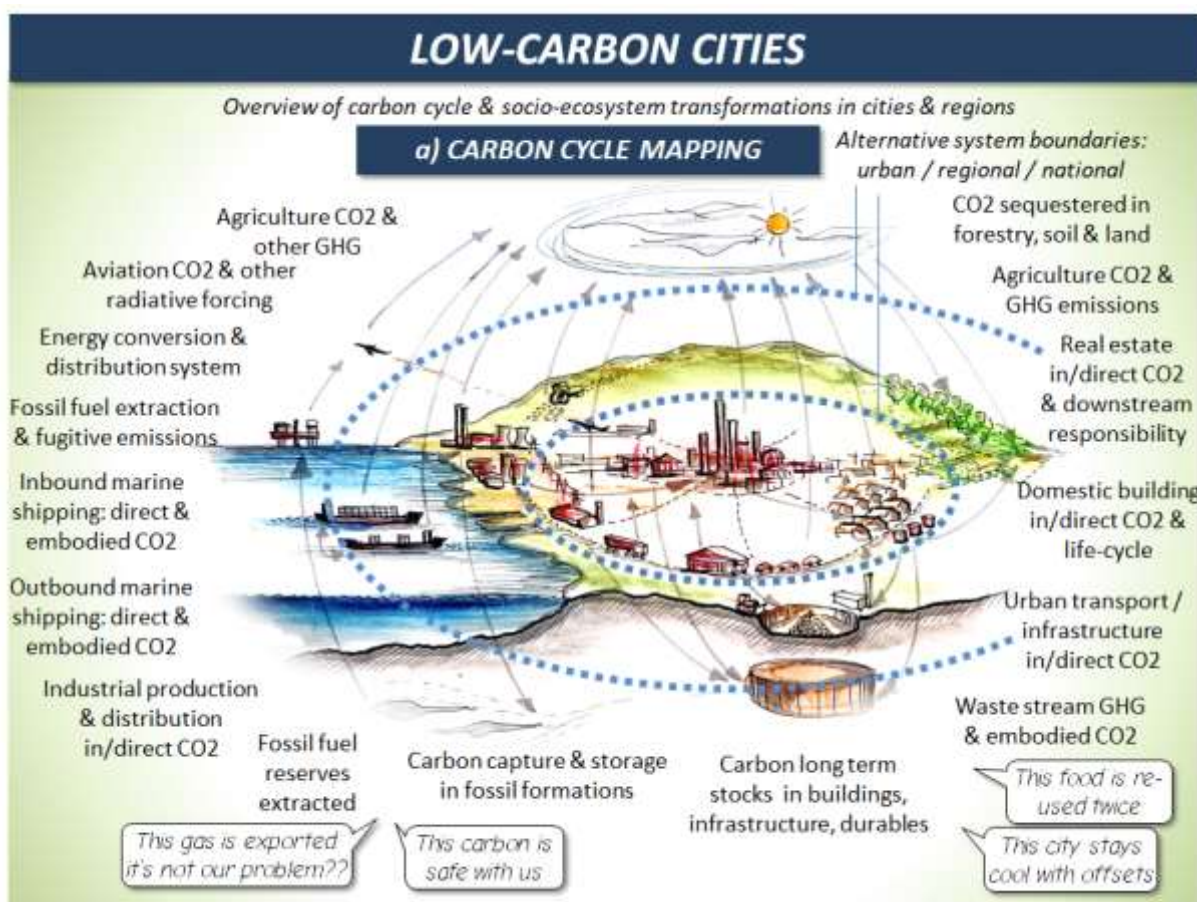 LOW-CARBON CITIES
Overview of carbon cycle & socio-ecosystem transformations in cities & regions
a) CARBON CYCLE MAPPING
Alternative system boundaries:
urban / regional / national
Agriculture CO2 &
other GHG
Aviation CO2 & other
radiative forcing
Energy conversion &
distribution system
Fossil fuel extraction
& fugitive emissions
Inbound marine
shipping: direct &
embodied CO2
Outbound marine
shipping: direct &
embodied CO2
Industrial production
& distribution
in/direct CO2
Fossil fuel
reserves
extracted
Carbon capture & storage
in fossil formations
Carbon long term
stocks in buildings,
infrastructure, durables
CO2 sequestered in
forestry, soil & land
Agriculture CO2 &
GHG emissions
Real estate
in/direct CO2
& downstream
responsibility
Domestic building
in/direct CO2 &
life-cycle
Urban transport /
infrastructure
in/direct CO2
Waste stream GHG
& embodied CO2
This gas is exported
it's not our problem??
This carbon is
safe with us
This food is re-
used twice
This city stays
cool with offsets